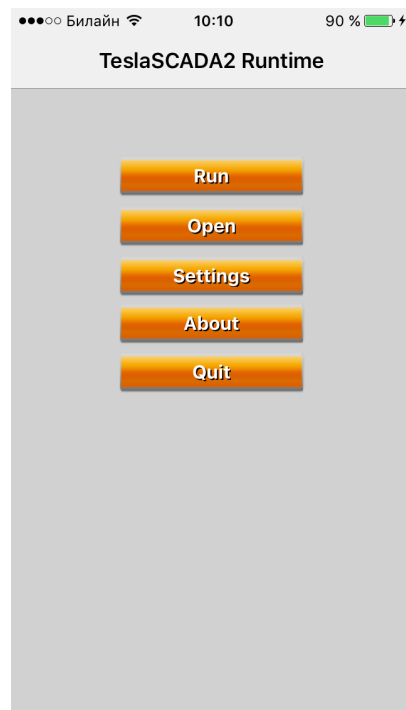 Билайн 10:10 90 %
TeslaSCADA2 Runtime
Run
Open
Settings
About
Quit